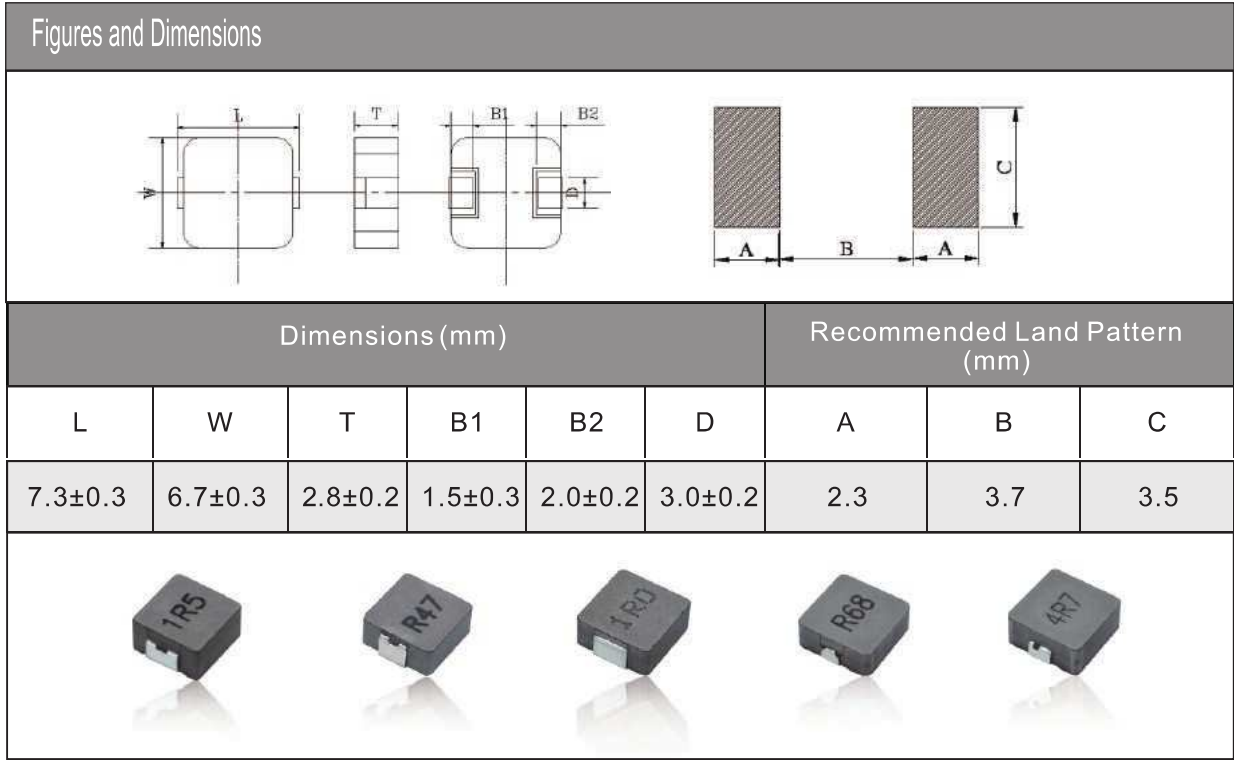 Figures and Dimensions
L T B1 B2
W D C
A B A
Dimensions (mm) Recommended Land Pattern
(mm)
L W T B1 B2 D A B C
7.3±0.3 6.7±0.3 2.8±0.2 1.5±0.3 2.0±0.2 3.0±0.2 2.3 3.7 3.5
1R5 R47 1R0 R68 4R7